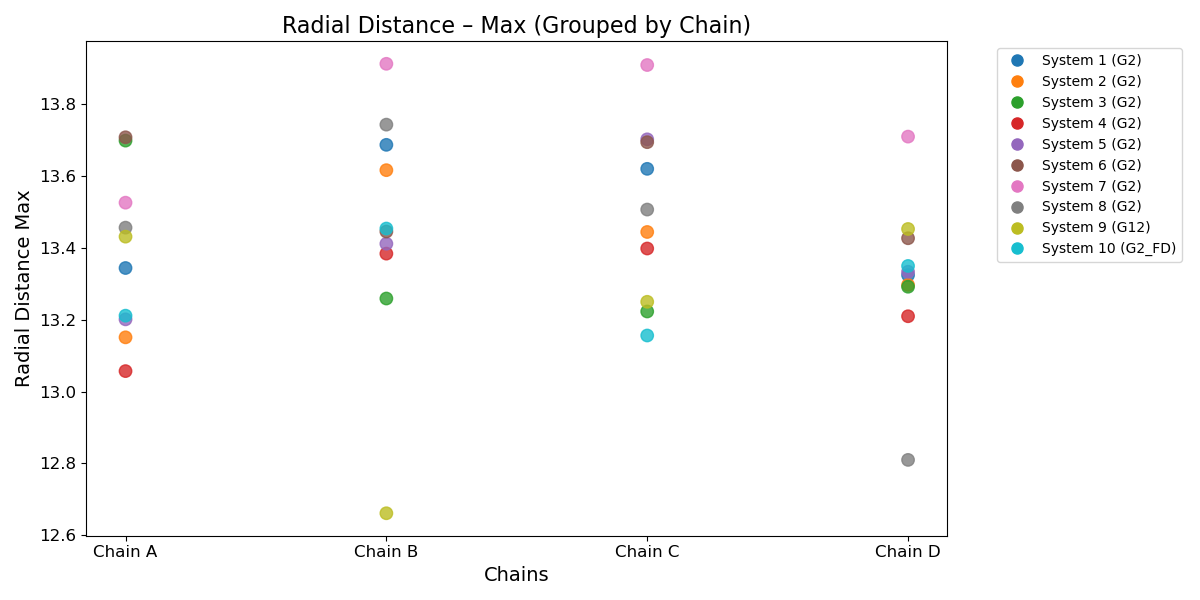 Radial Distance – Max (Grouped by Chain)
Radial Distance Max
13.8
13.6
13.4
13.2
13.0
12.8
12.6
Chain A
Chain B
Chain C
Chain D
Chains
System 1 (G2)
System 2 (G2)
System 3 (G2)
System 4 (G2)
System 5 (G2)
System 6 (G2)
System 7 (G2)
System 8 (G2)
System 9 (G12)
System 10 (G2_FD)